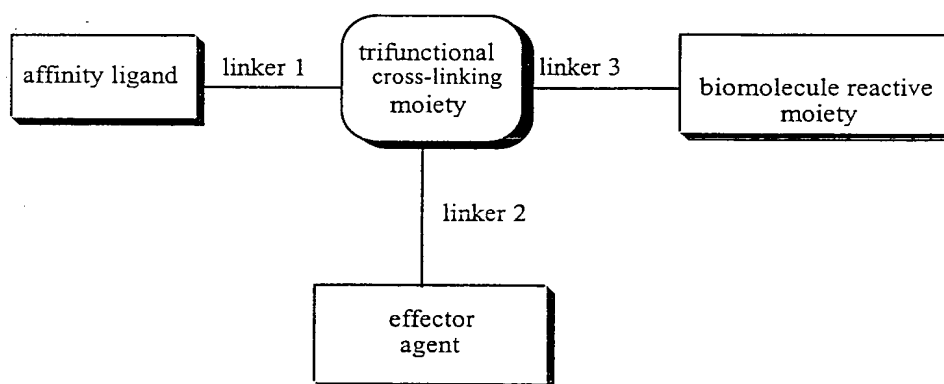 affinity ligand
linker 1
trifunctional
cross-linking
moiety
linker 3
biomolecule reactive
moiety
linker 2
effector
agent